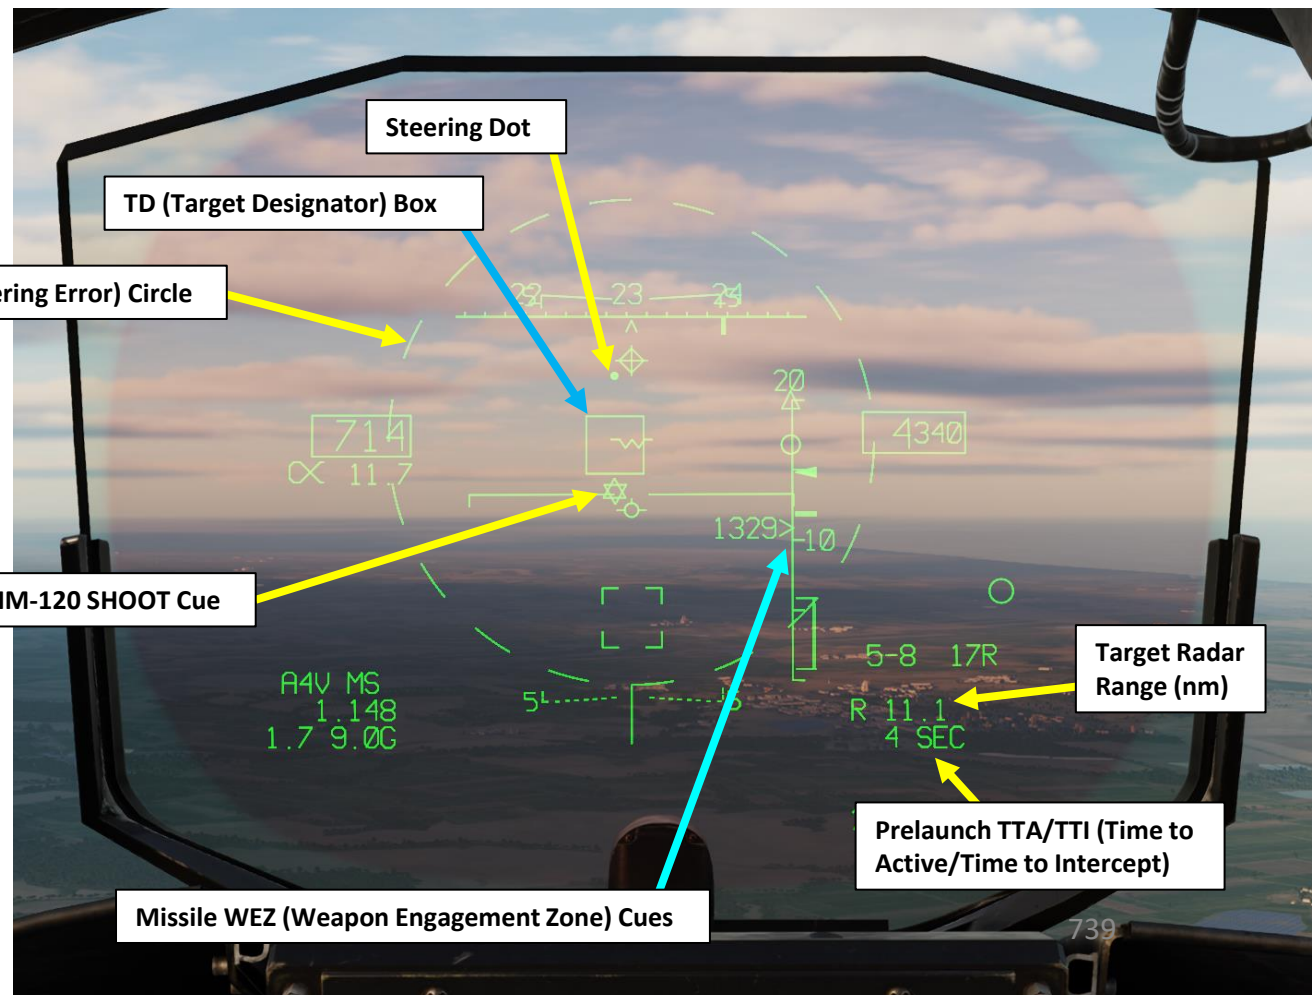 Steering Dot
TD (Target Designator) Box
ering Error) Circle
23
714
α 11.7
20
4340
1329>
10
IM-120 SHOOT Cue
5-8 17R
Target Radar
Range (nm)
R 11.1
4 SEC
A4V MS
1.148
1.7 9.0G
5
5
Prelaunch TTA/TTI (Time to
Active/Time to Intercept)
Missile WEZ (Weapon Engagement Zone) Cues
739